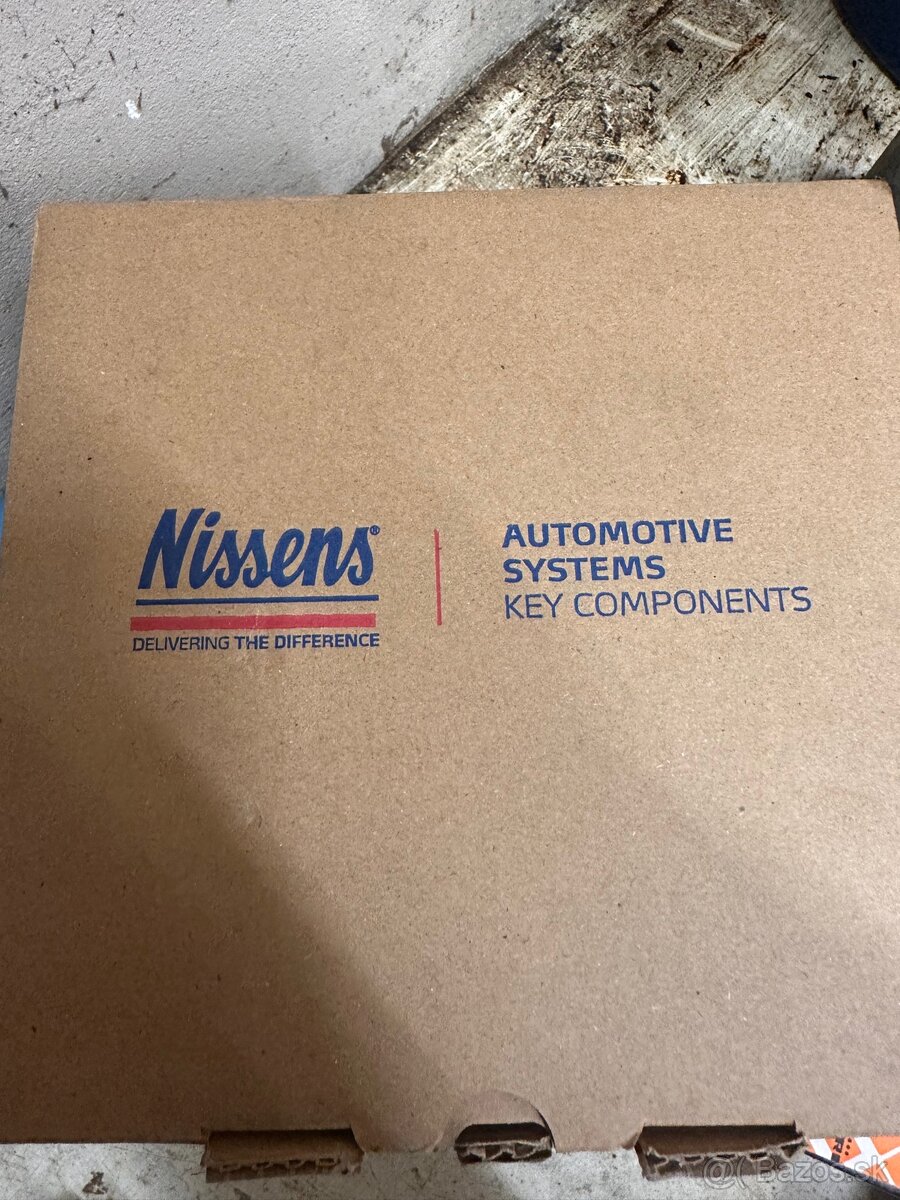 Nissens®
DELIVERING THE DIFFERENCE
AUTOMOTIVE
SYSTEMS
KEY COMPONENTS
Bazos.sk